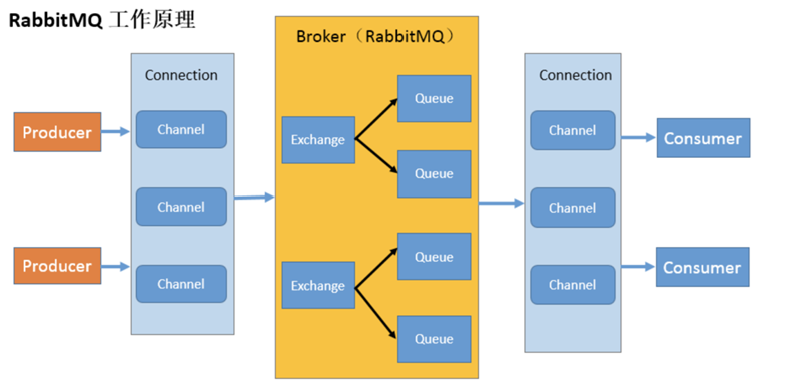 RabbitMQ 工作原理
Producer
Producer
Connection
Channel
Channel
Channel
Broker（RabbitMQ）
Exchange
Queue
Queue
Exchange
Queue
Queue
Connection
Channel
Channel
Channel
Consumer
Consumer